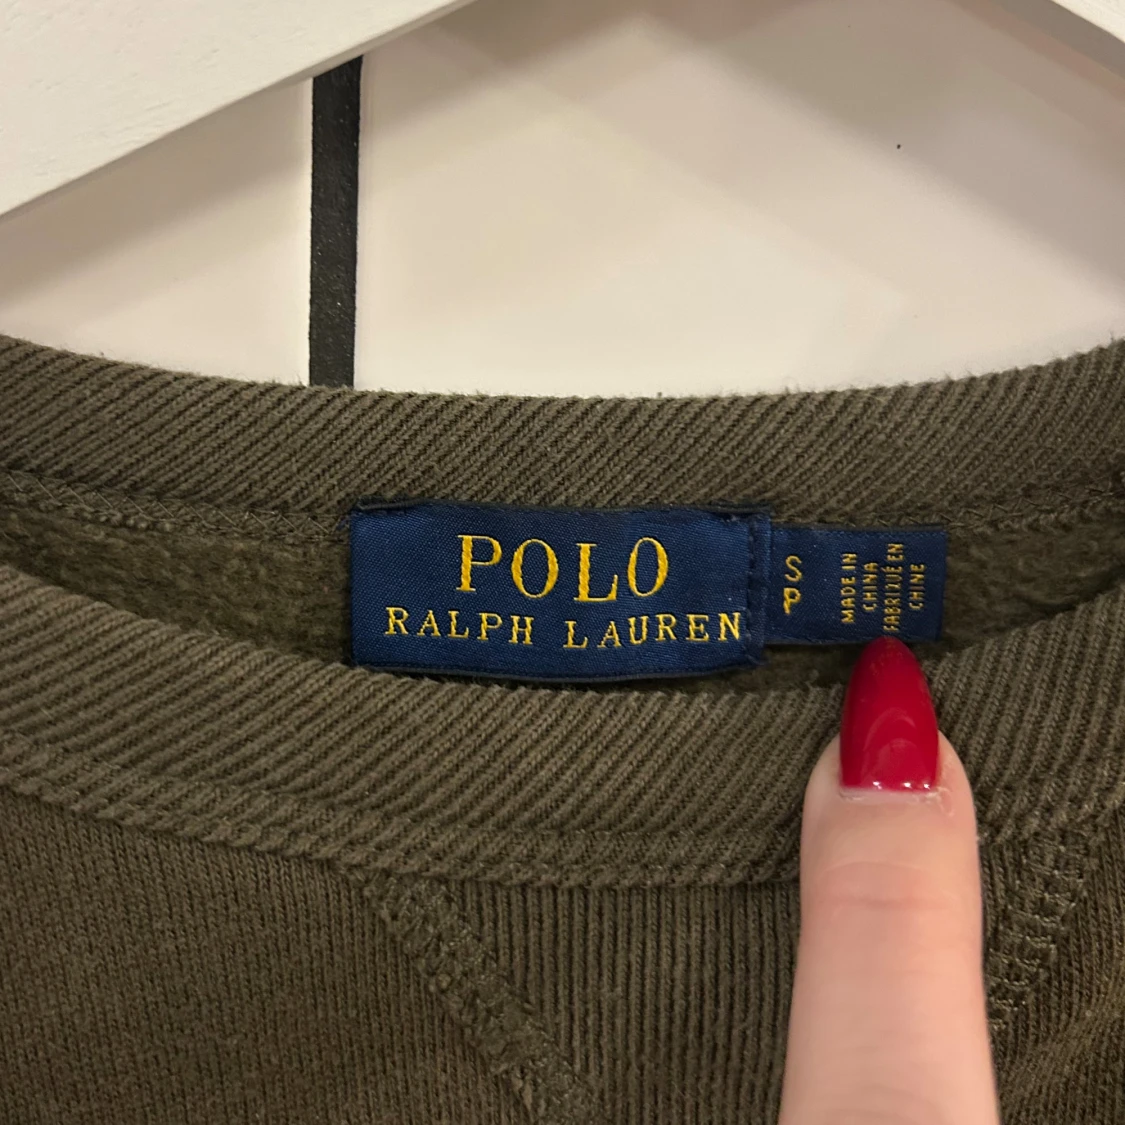 POLO
RALPH LAUREN
S
P
MADE IN
CHINA
FABRIQUÉ EN
CHINE